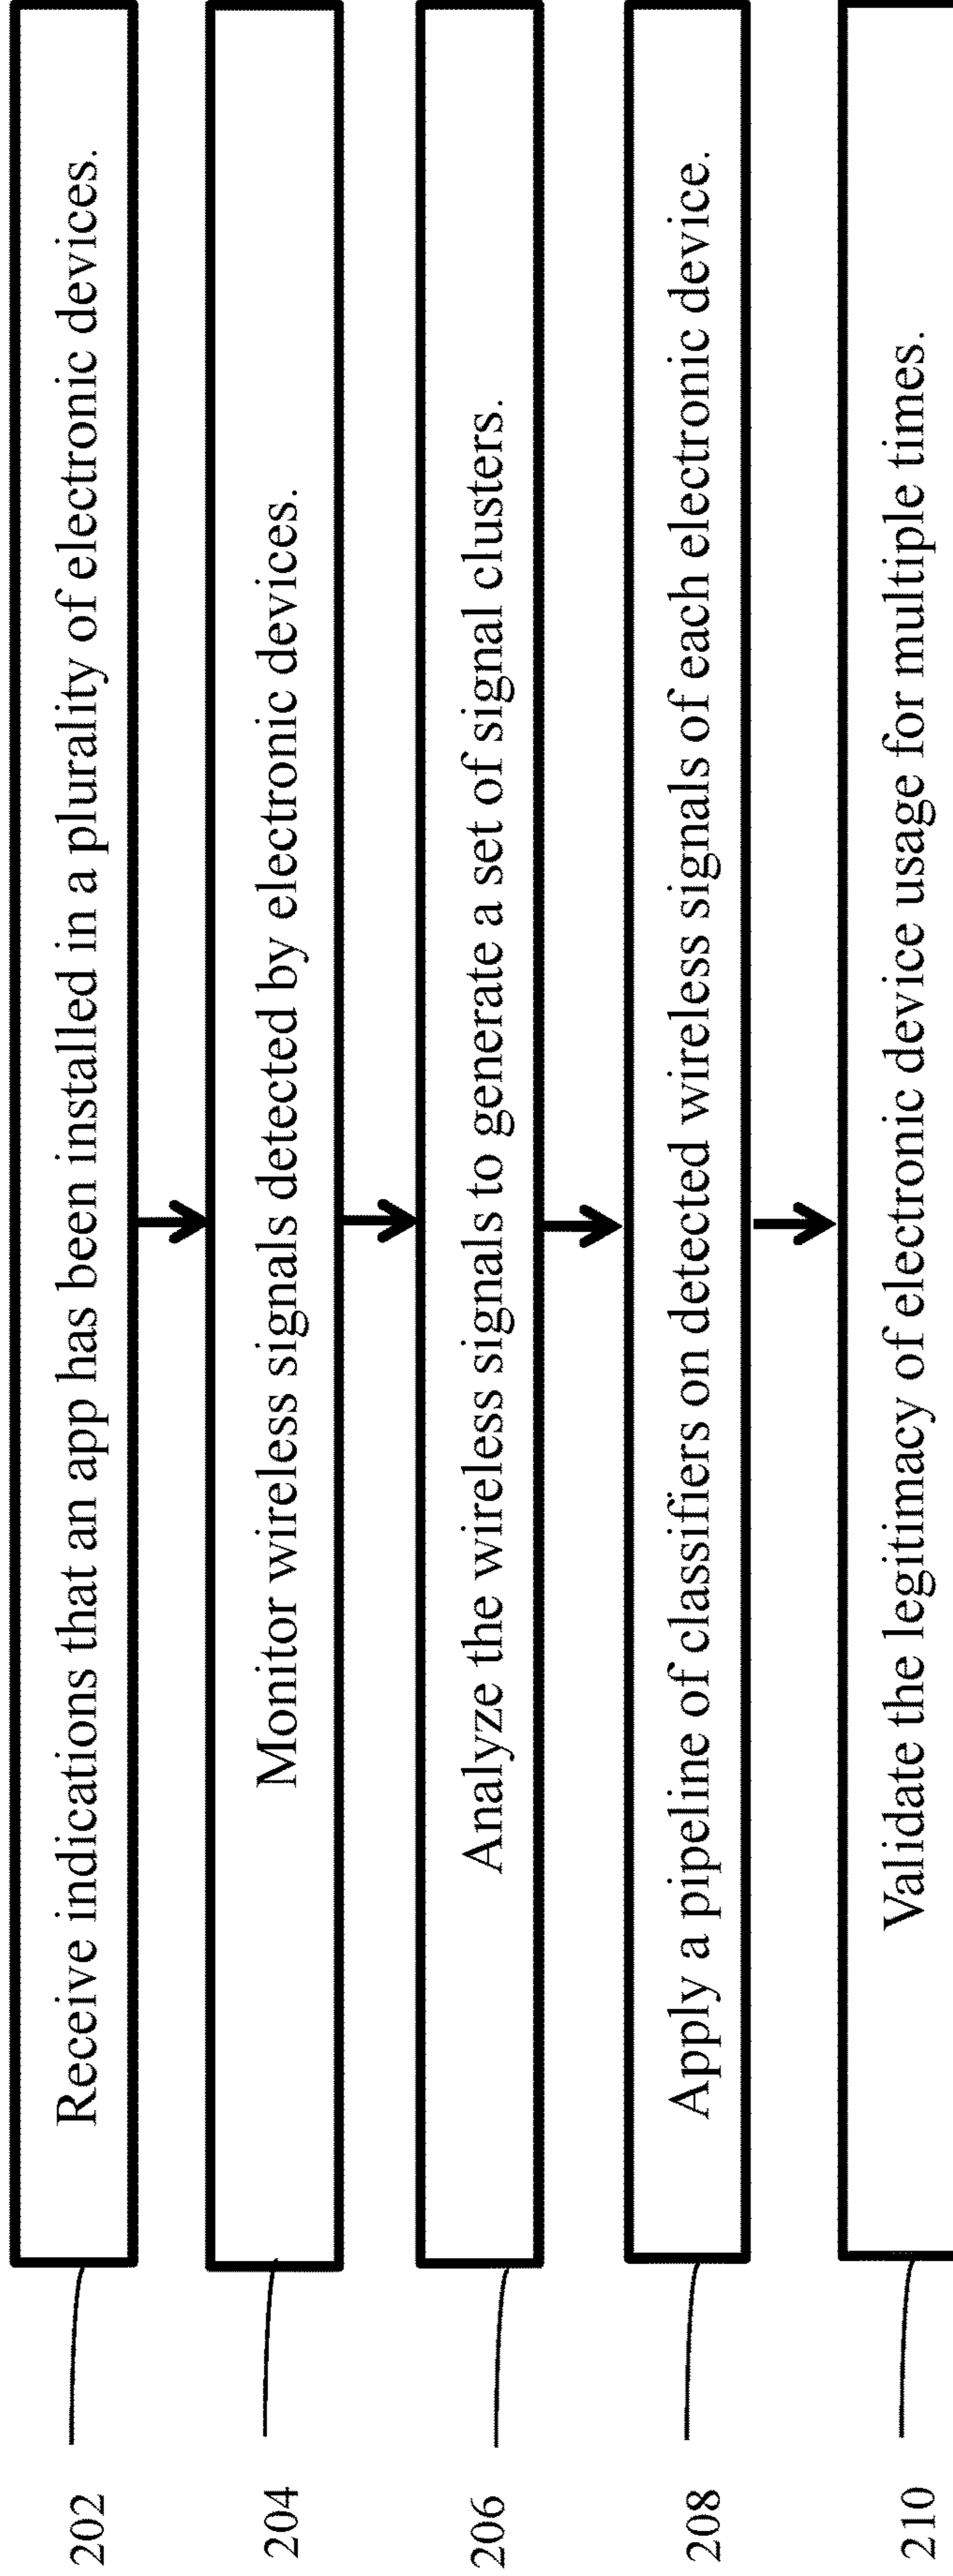 202
Receive indications that an app has been installed in a plurality of electronic devices.
204
Monitor wireless signals detected by electronic devices.
206
Analyze the wireless signals to generate a set of signal clusters.
208
Apply a pipeline of classifiers on detected wireless signals of each electronic device.
210
Validate the legitimacy of electronic device usage for multiple times.